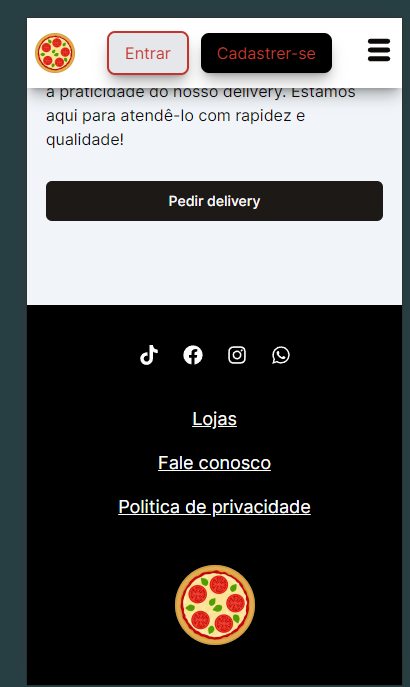 Entrar
Cadastrer-se
a praticidade do nosso delivery. Estamos
aqui para atendê-lo com rapidez e
qualidade!
Pedir delivery
Lojas
Fale conosco
Politica de privacidade